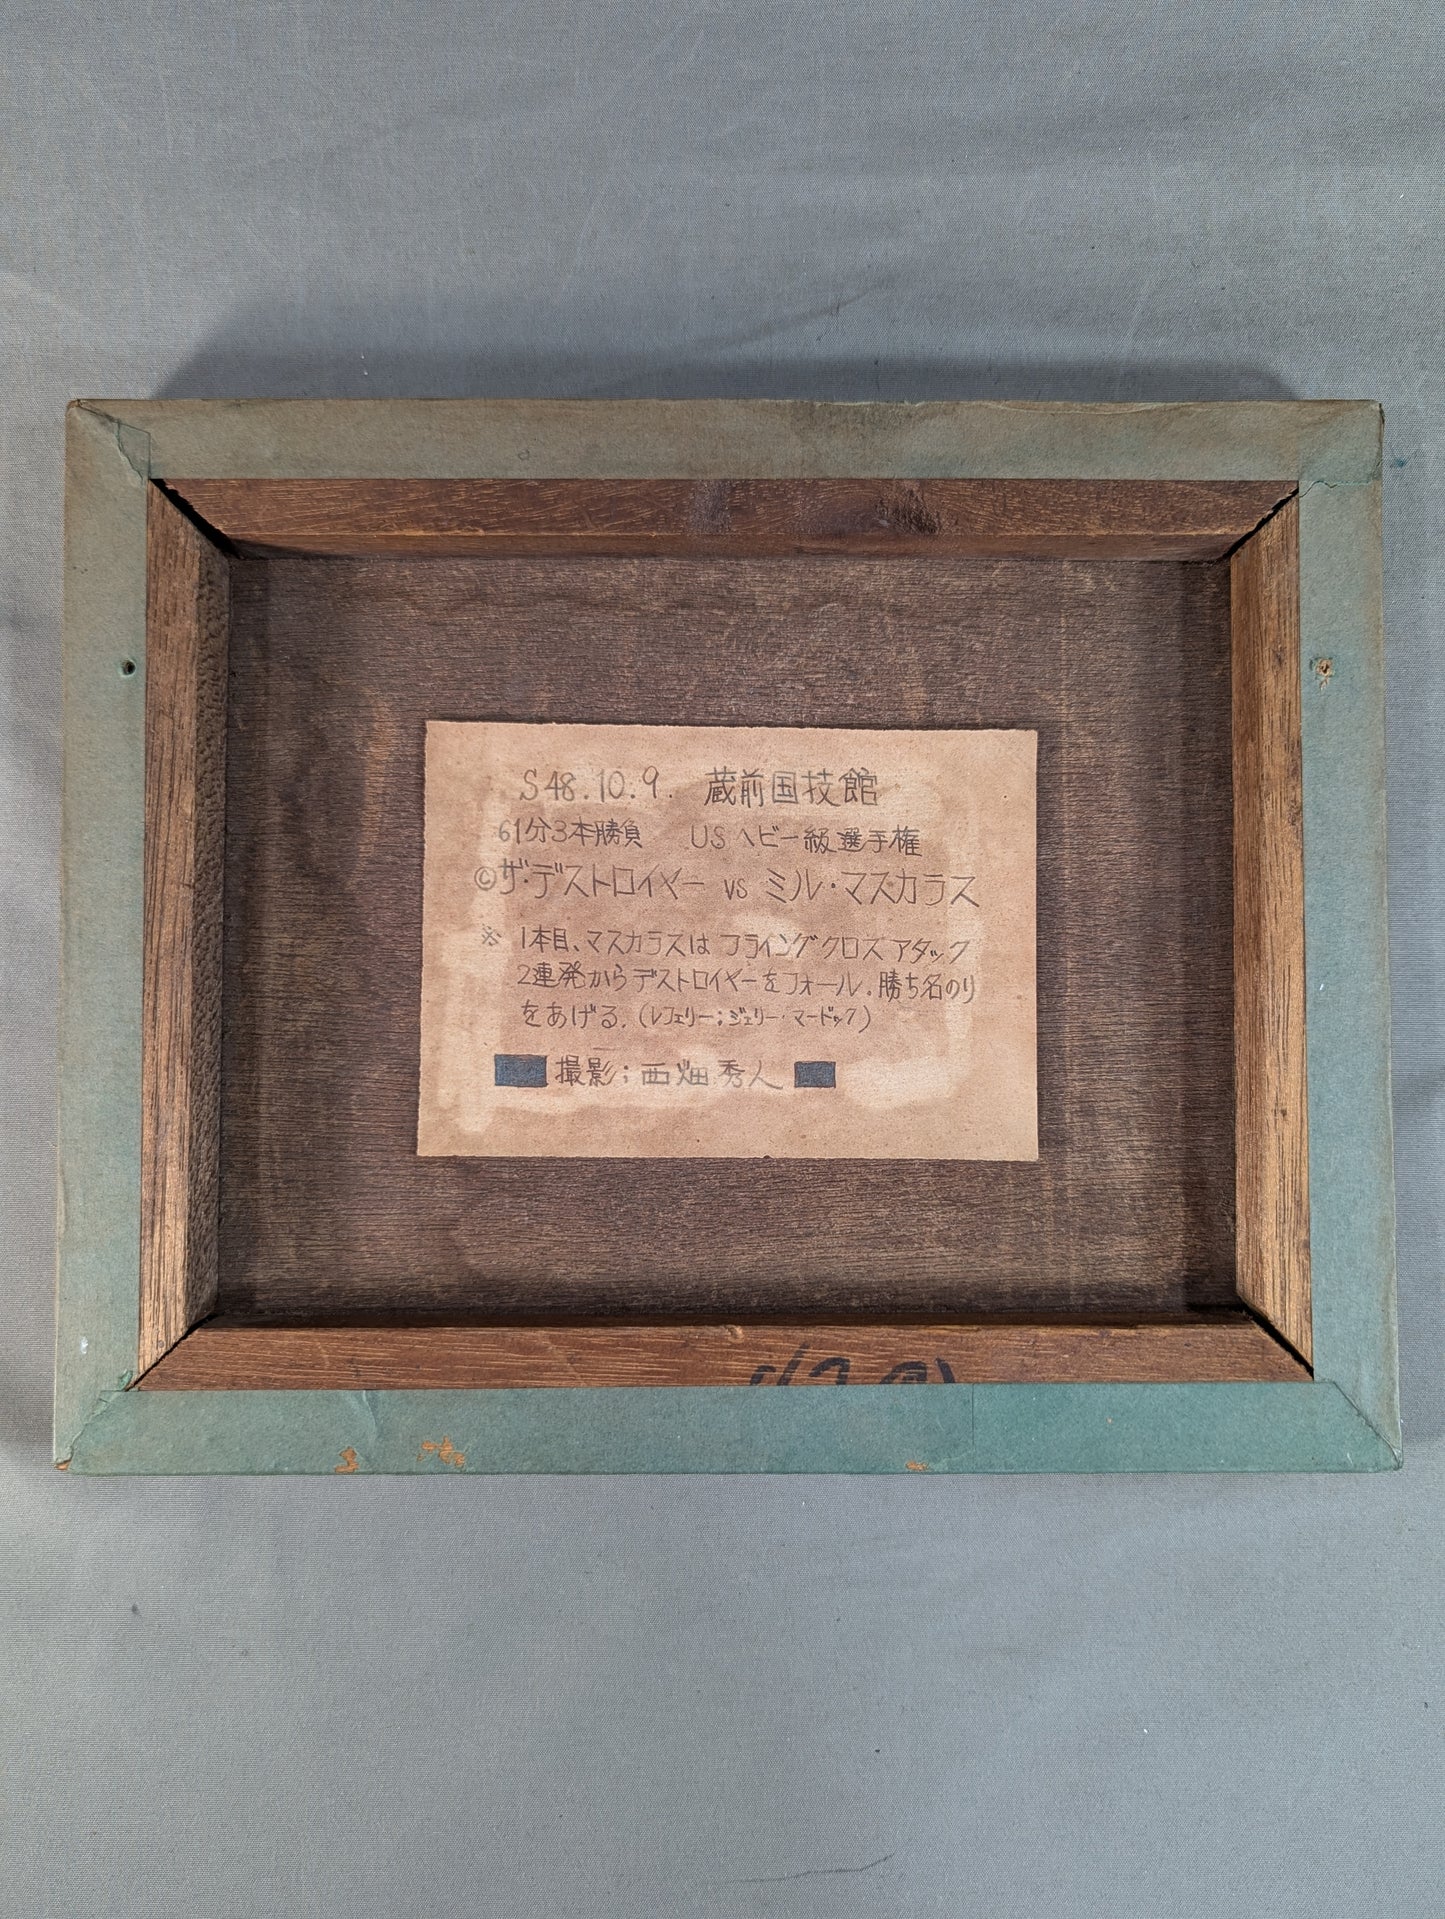 S48.10.9. 蔵前国技館
61分3本勝負 USヘビー級選手権
©ザ・デストロイヤー vs ミル・マスカラス
※ 1本目、マスカラスはフライングクロスアタック
2連発からデストロイヤーをフォール.勝ち名のり
をあげる.(レフェリー;ジェリー・マードック)
撮影;西畑秀人